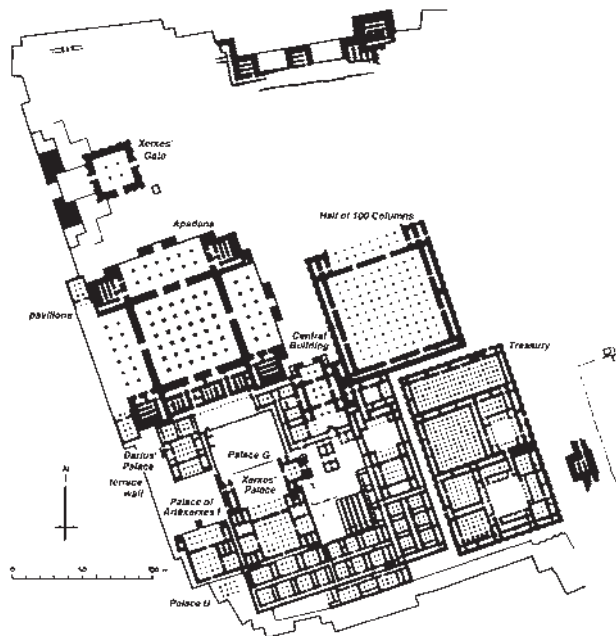 Xerxes'
Gate
Apadana
Hall of 100 Columns
pavilions
Central
Building
Treasury
Darius'
Palace
terrace
wall
Palace G
Xerxes'
Palace
N
Palace of
Artaxerxes I
0
Palace